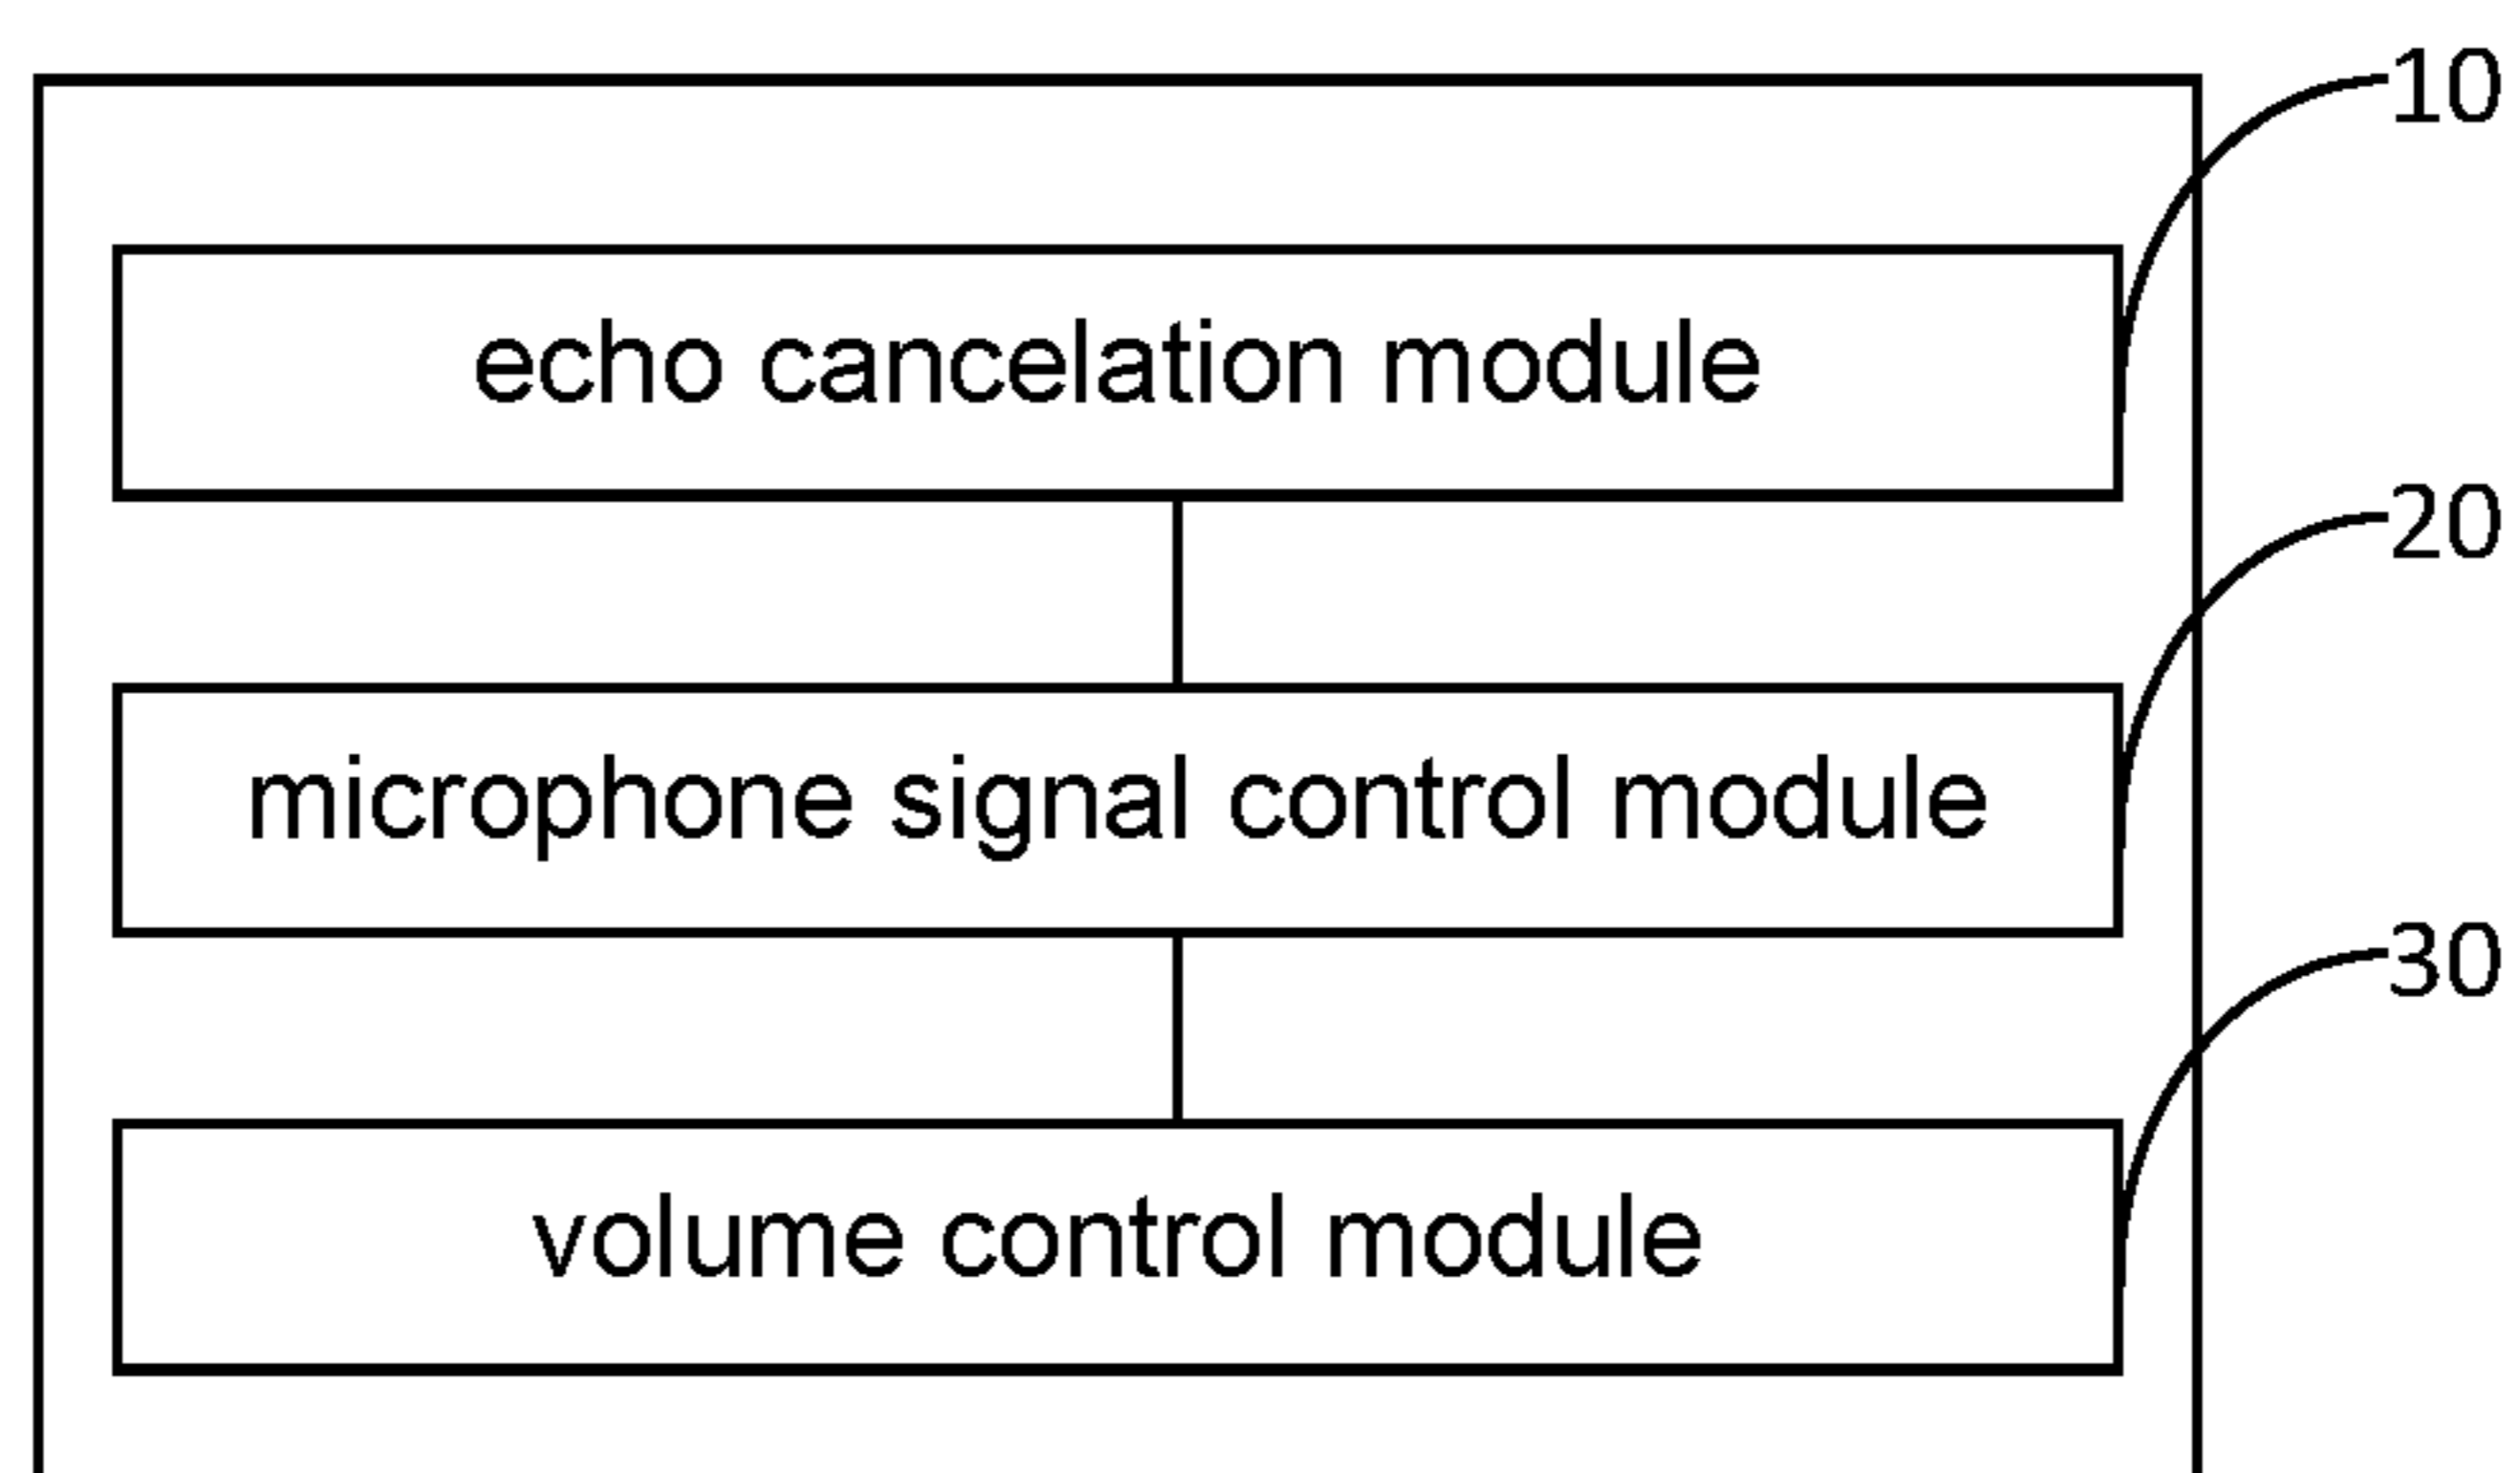 10
echo cancelation module
20
microphone signal control module
30
volume control module